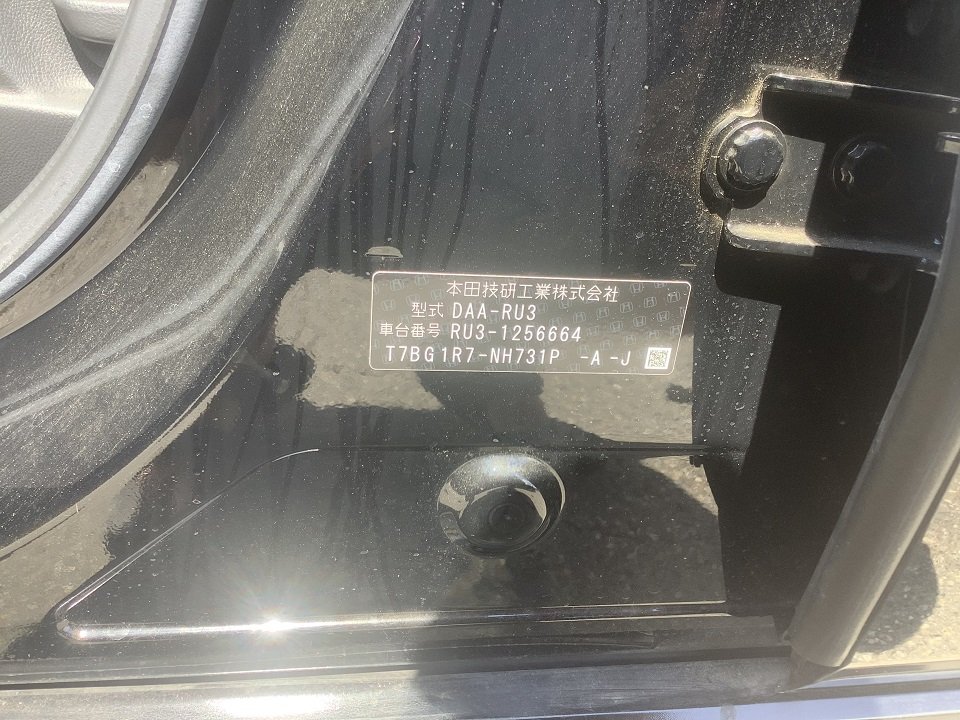 本田技研工業株式会社
型式 DAA-RU3
車台番号 RU3-1256664
T7BG1R7-NH731P -A-J